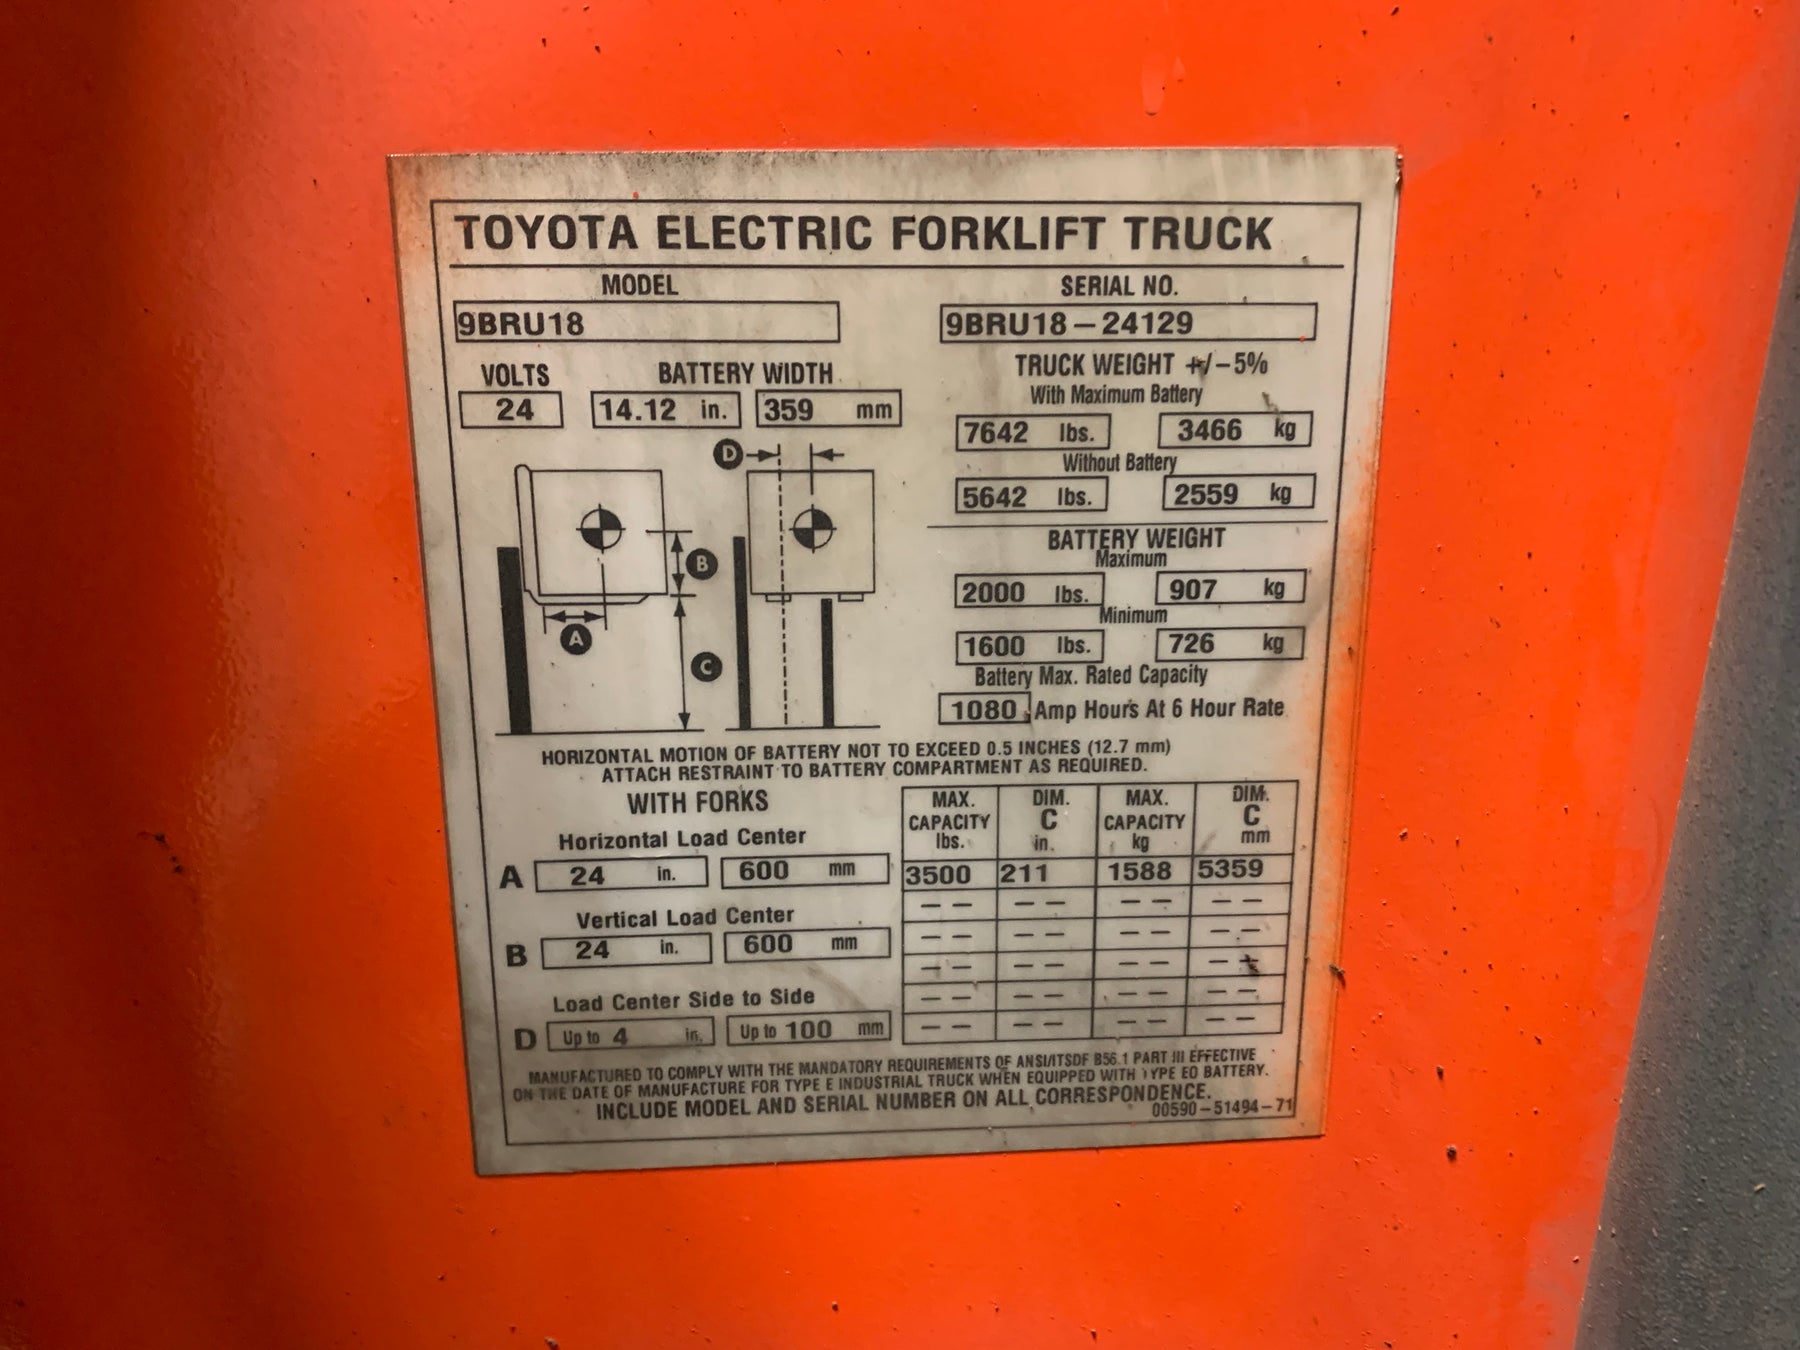 TOYOTA ELECTRIC FORKLIFT TRUCK
MODEL
9BRU18
SERIAL NO.
9BRU18-24129
VOLTS
24
BATTERY WIDTH
14.12 in. 359 mm
TRUCK WEIGHT +/-5%
With Maximum Battery
7642 lbs. 3466 kg
Without Battery
5642 lbs. 2559 kg
D
B
A
C
BATTERY WEIGHT
Maximum
2000 lbs. 907 kg
Minimum
1600 lbs. 726 kg
Battery Max. Rated Capacity
1080 Amp Hours At 6 Hour Rate
HORIZONTAL MOTION OF BATTERY NOT TO EXCEED 0.5 INCHES (12.7 mm)
ATTACH RESTRAINT TO BATTERY COMPARTMENT AS REQUIRED.
WITH FORKS
Horizontal Load Center
A 24 in. 600 mm
Vertical Load Center
B 24 in. 600 mm
Load Center Side to Side
D Up to 4 in. Up to 100 mm
MAX. CAPACITY lbs. DIM. C in. MAX. CAPACITY kg DIM. C mm
3500 211 1588 5359
-- -- -- --
-- -- -- --
-- -- -- --
-- -- -- --
-- -- -- --
MANUFACTURED TO COMPLY WITH THE MANDATORY REQUIREMENTS OF ANSI/ITSDF B56.1 PART III EFFECTIVE
ON THE DATE OF MANUFACTURE FOR TYPE E INDUSTRIAL TRUCK WHEN EQUIPPED WITH TYPE EO BATTERY.
INCLUDE MODEL AND SERIAL NUMBER ON ALL CORRESPONDENCE.
00590-51494-71